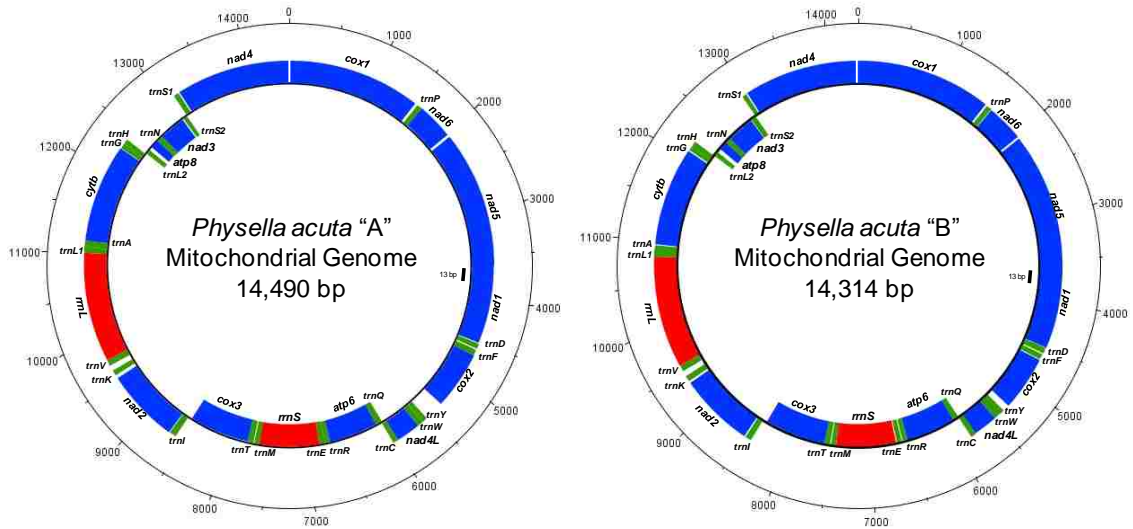 0
1000
2000
3000
4000
5000
6000
7000
8000
9000
10000
11000
12000
13000
14000
cox1
trnP
nad6
nad5
nad1
trnD
trnF
cox2
trnY
trnW
nad4L
trnC
trnQ
atp6
trnR
trnE
rrnS
trnM
trnT
cox3
trnI
nad2
trnK
trnV
rrnL
trnL1
trnA
cytb
trnG
trnH
trnN
trnL2
atp8
nad3
trnS2
trnS1
nad4
13 bp
Physella acuta “A”
Mitochondrial Genome
14,490 bp
0
1000
2000
3000
4000
5000
6000
7000
8000
9000
10000
11000
12000
13000
14000
cox1
trnP
nad6
nad5
nad1
trnD
trnF
cox2
trnY
trnW
nad4L
trnC
trnQ
atp6
trnR
trnE
rrnS
trnM
trnT
cox3
trnI
nad2
trnK
trnV
rrnL
trnL1
trnA
cytb
trnG
trnH
trnN
trnL2
atp8
nad3
trnS2
trnS1
nad4
13 bp
Physella acuta “B”
Mitochondrial Genome
14,314 bp